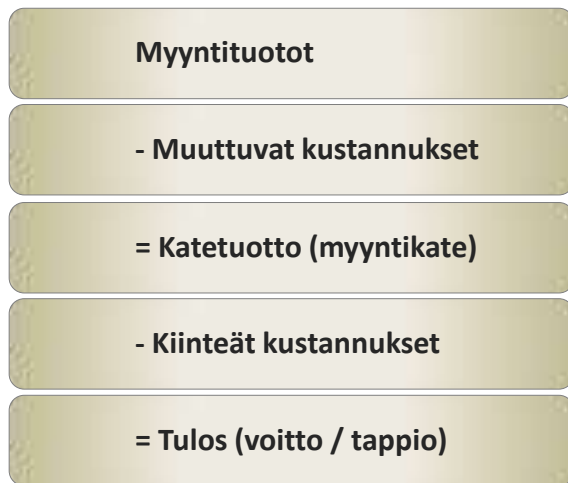 Myyntituotot
- Muuttuvat kustannukset
= Katetuotto (myyntikate)
- Kiinteät kustannukset
= Tulos (voitto / tappio)